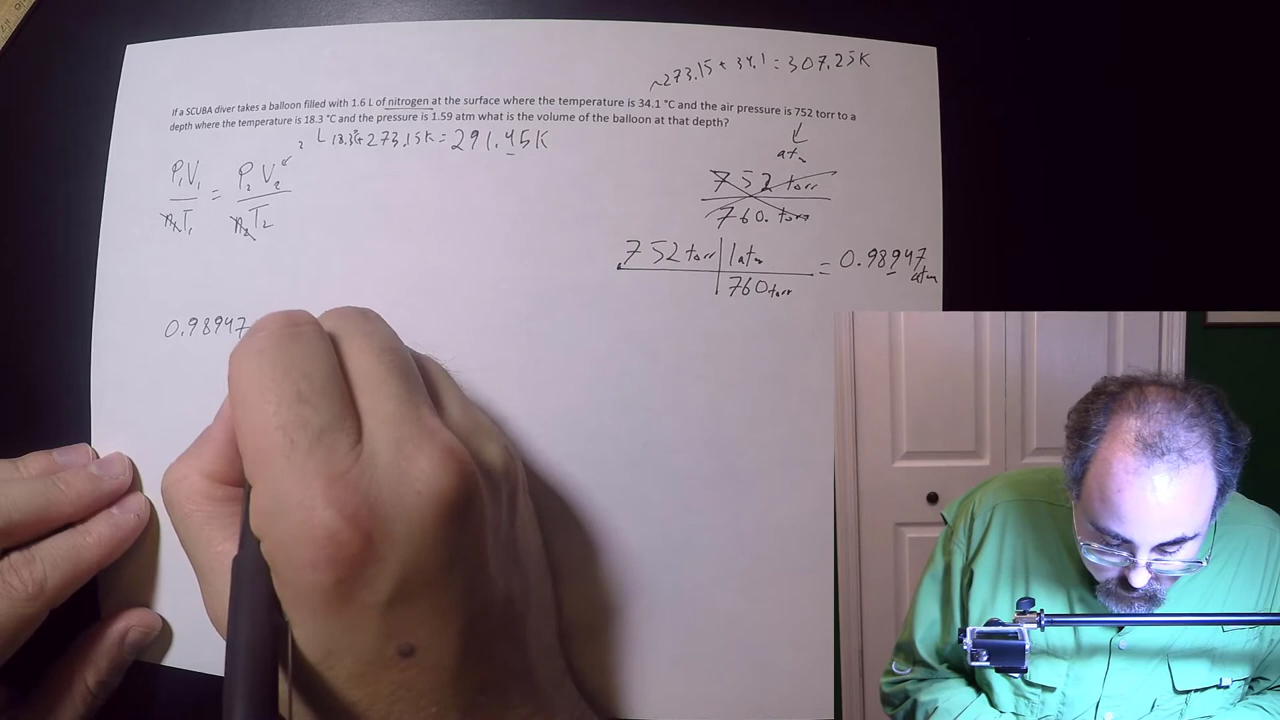 ~273.15 + 34.1 = 307.25K
If a SCUBA diver takes a balloon filled with 1.6 L of nitrogen at the surface where the temperature is 34.1 °C and the air pressure is 752 torr to a
depth where the temperature is 18.3 °C and the pressure is 1.59 atm what is the volume of the balloon at that depth?
18.3 + 273.15K = 291.45K
atm
P₁V₁ = P₂V₂
n₁T₁ n₂T₂
752 torr
760. torr
752 torr 1 atm = 0.98947 atm
760 torr
0.98947